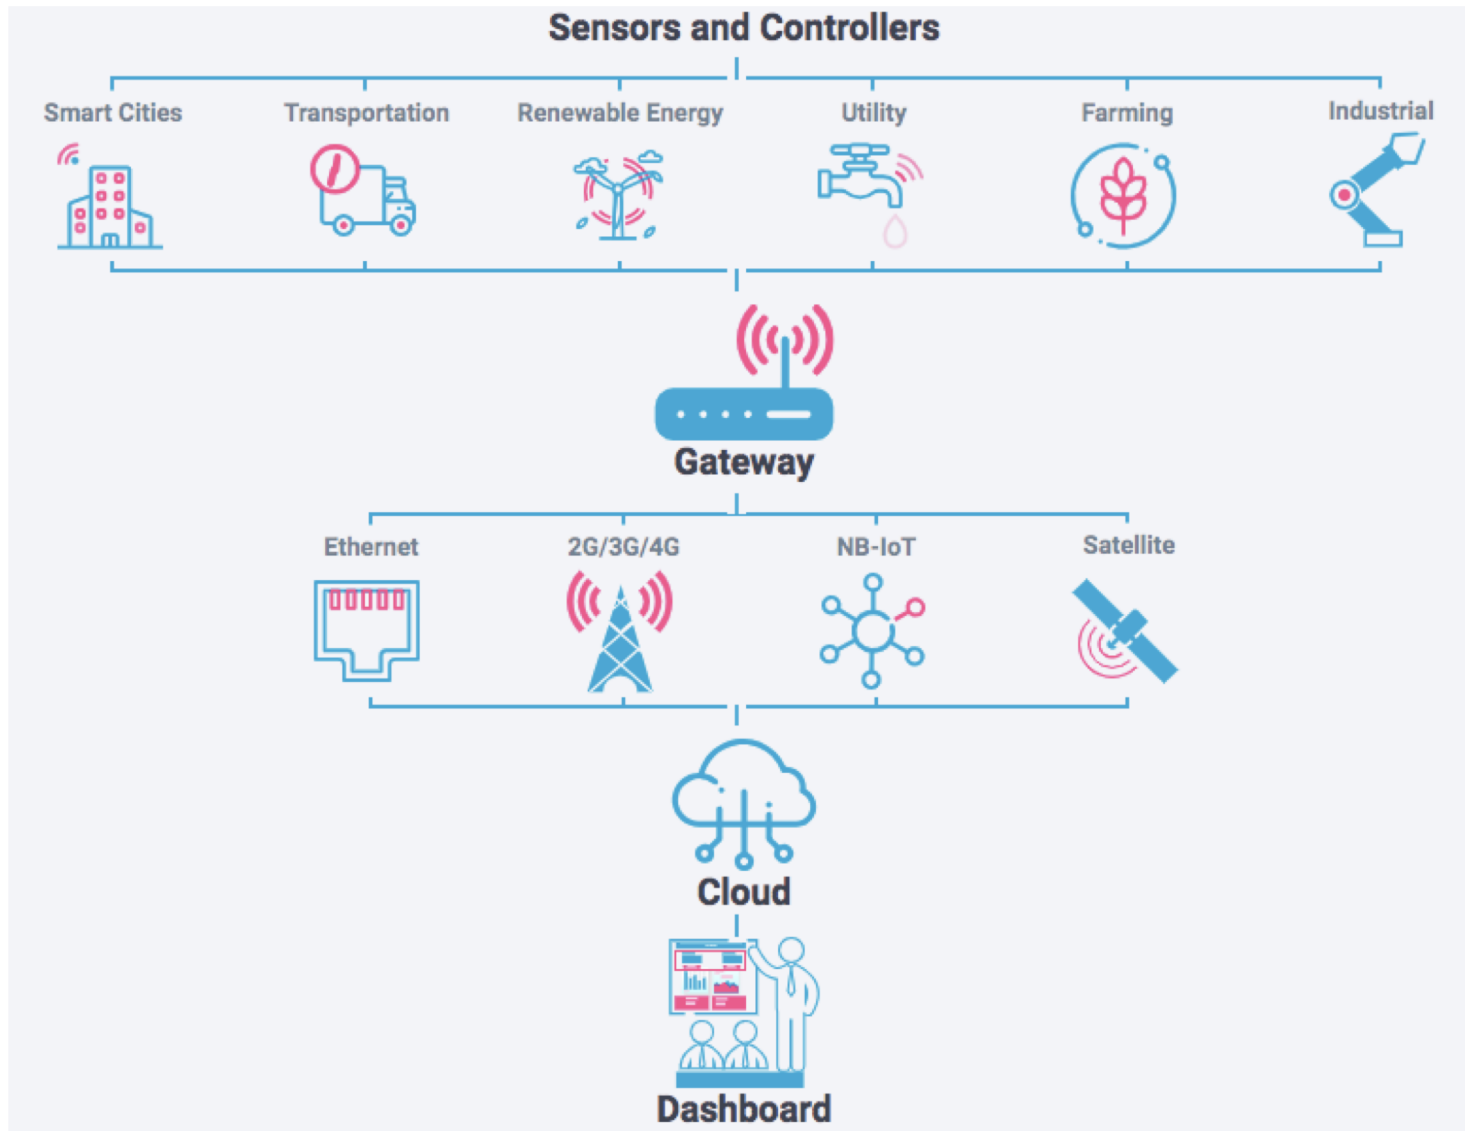 Sensors and Controllers
Smart Cities
Transportation
Renewable Energy
Utility
Farming
Industrial
Gateway
Ethernet
2G/3G/4G
NB-IoT
Satellite
Cloud
Dashboard